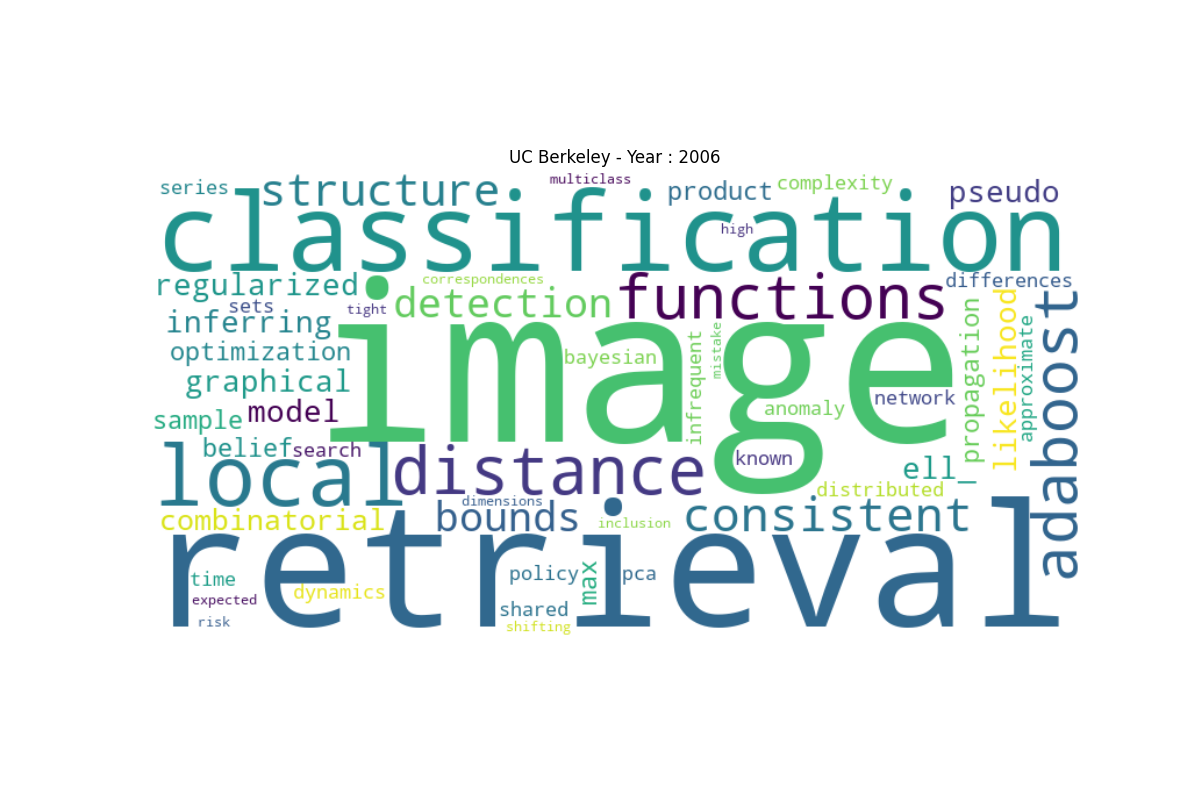 UC Berkeley - Year : 2006
series
structure
multiclass
product
complexity
pseudo
classification
high
regularized
correspondences
differences
sets
tight
detection
functions
inferring
image
optimization
bayesian
infrequent
mistake
propagation
likelihood
approximate
adaboost
graphical
model
anomaly
network
sample
belief
search
local
distance
known
ell_
distributed
combinatorial
dimensions
bounds
inclusion
consistent
retrieval
time
expected
risk
dynamics
policy
max
pca
shared
shifting